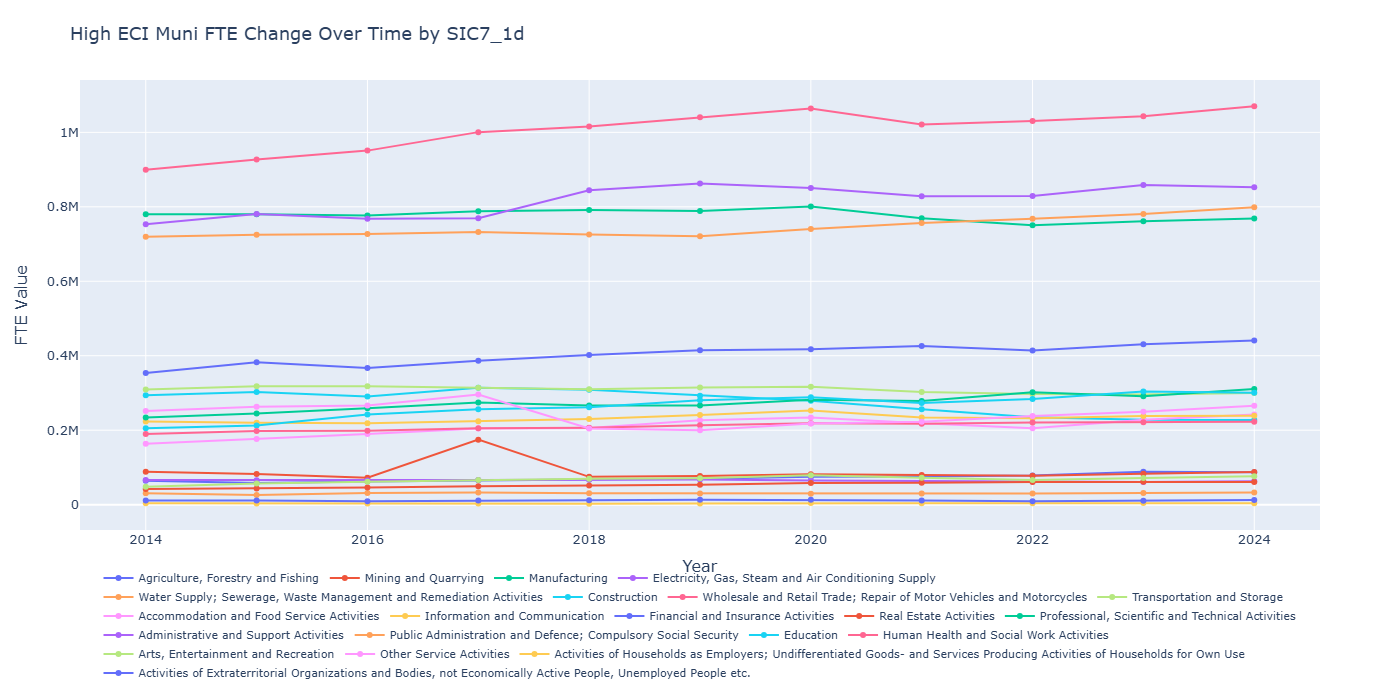 High ECI Muni FTE Change Over Time by SIC7_1d
1M
0.8M
0.6M
0.4M
0.2M
0
FTE Value
2014 2016 2018 2020 2022 2024
Year
Agriculture, Forestry and Fishing Mining and Quarrying Manufacturing Electricity, Gas, Steam and Air Conditioning Supply
Water Supply; Sewerage, Waste Management and Remediation Activities Construction Wholesale and Retail Trade; Repair of Motor Vehicles and Motorcycles Transportation and Storage
Accommodation and Food Service Activities Information and Communication Financial and Insurance Activities Real Estate Activities Professional, Scientific and Technical Activities
Administrative and Support Activities Public Administration and Defence; Compulsory Social Security Education Human Health and Social Work Activities
Arts, Entertainment and Recreation Other Service Activities Activities of Households as Employers; Undifferentiated Goods- and Services Producing Activities of Households for Own Use
Activities of Extraterritorial Organizations and Bodies, not Economically Active People, Unemployed People etc.